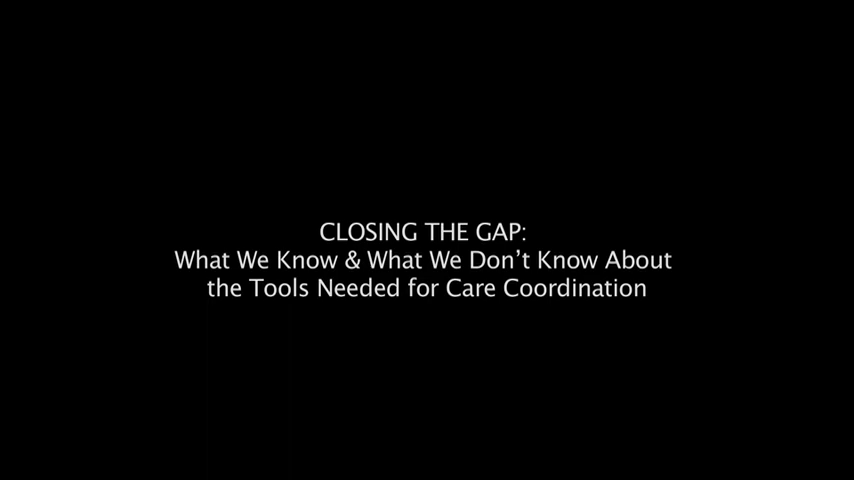 CLOSING THE GAP:
What We Know & What We Don’t Know About
the Tools Needed for Care Coordination